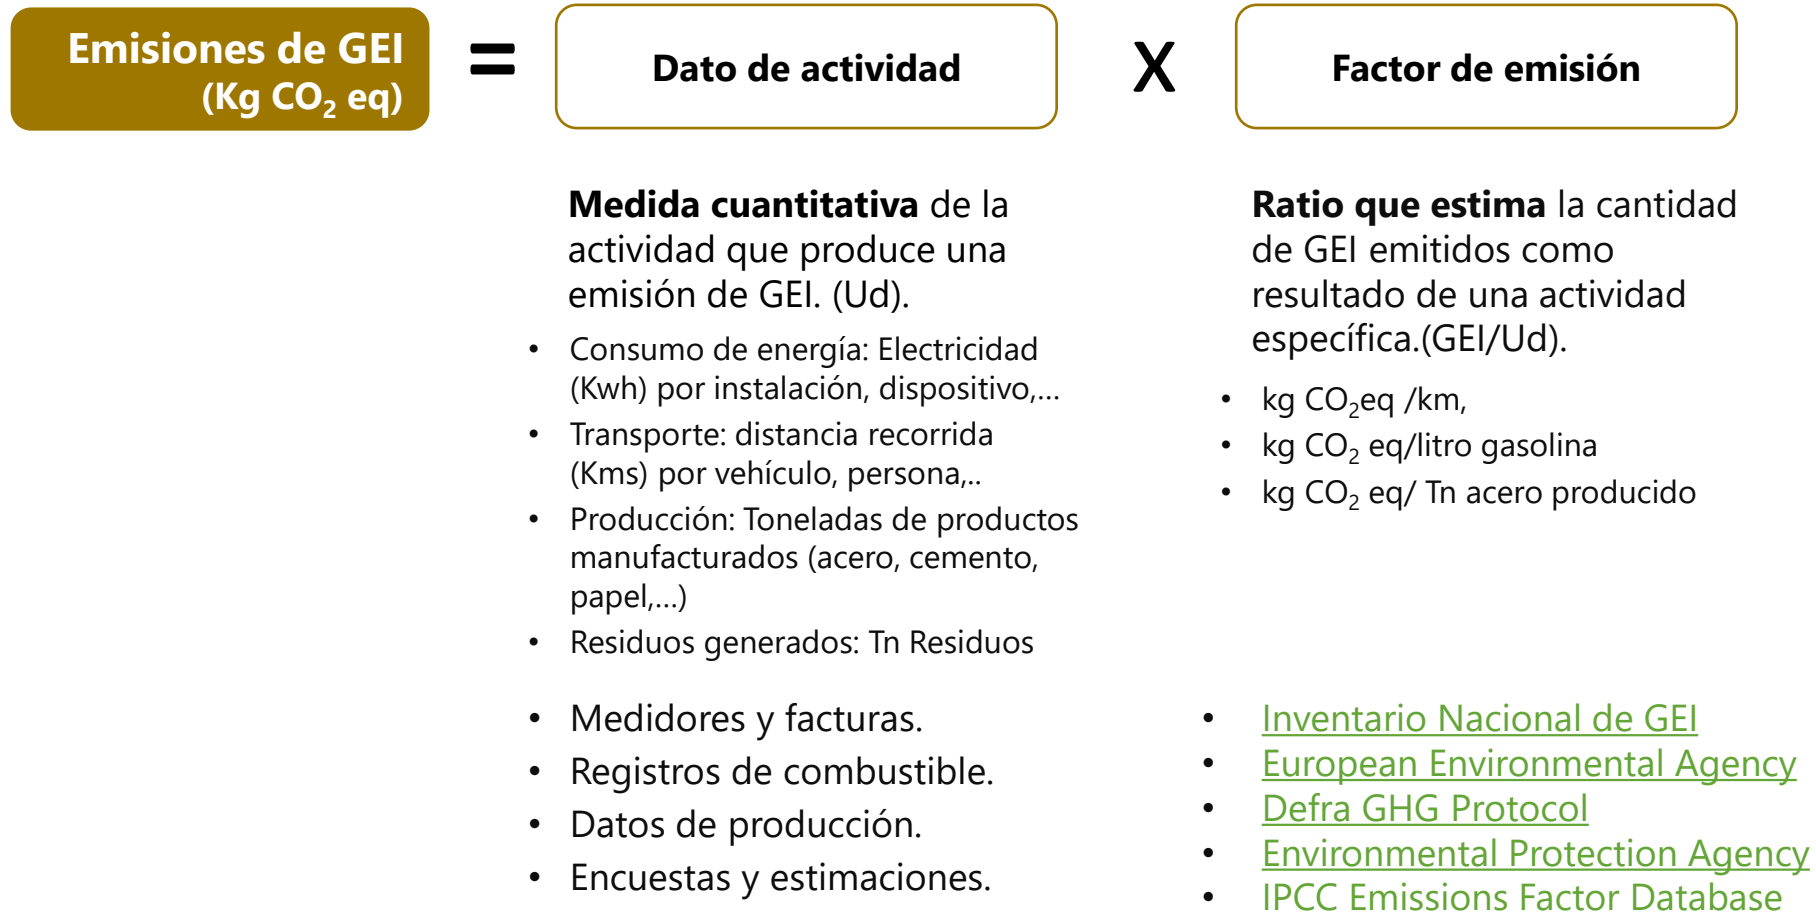 Emisiones de GEI
(Kg CO₂ eq)
=
Dato de actividad
X
Factor de emisión
Medida cuantitativa de la
actividad que produce una
emisión de GEI. (Ud).
• Consumo de energía: Electricidad
(Kwh) por instalación, dispositivo,...
• Transporte: distancia recorrida
(Kms) por vehículo, persona,..
• Producción: Toneladas de productos
manufacturados (acero, cemento,
papel,...)
• Residuos generados: Tn Residuos
• Medidores y facturas.
• Registros de combustible.
• Datos de producción.
• Encuestas y estimaciones.
Ratio que estima la cantidad
de GEI emitidos como
resultado de una actividad
específica.(GEI/Ud).
• kg CO₂eq /km,
• kg CO₂ eq/litro gasolina
• kg CO₂ eq/ Tn acero producido
• Inventario Nacional de GEI
• European Environmental Agency
• Defra GHG Protocol
• Environmental Protection Agency
• IPCC Emissions Factor Database